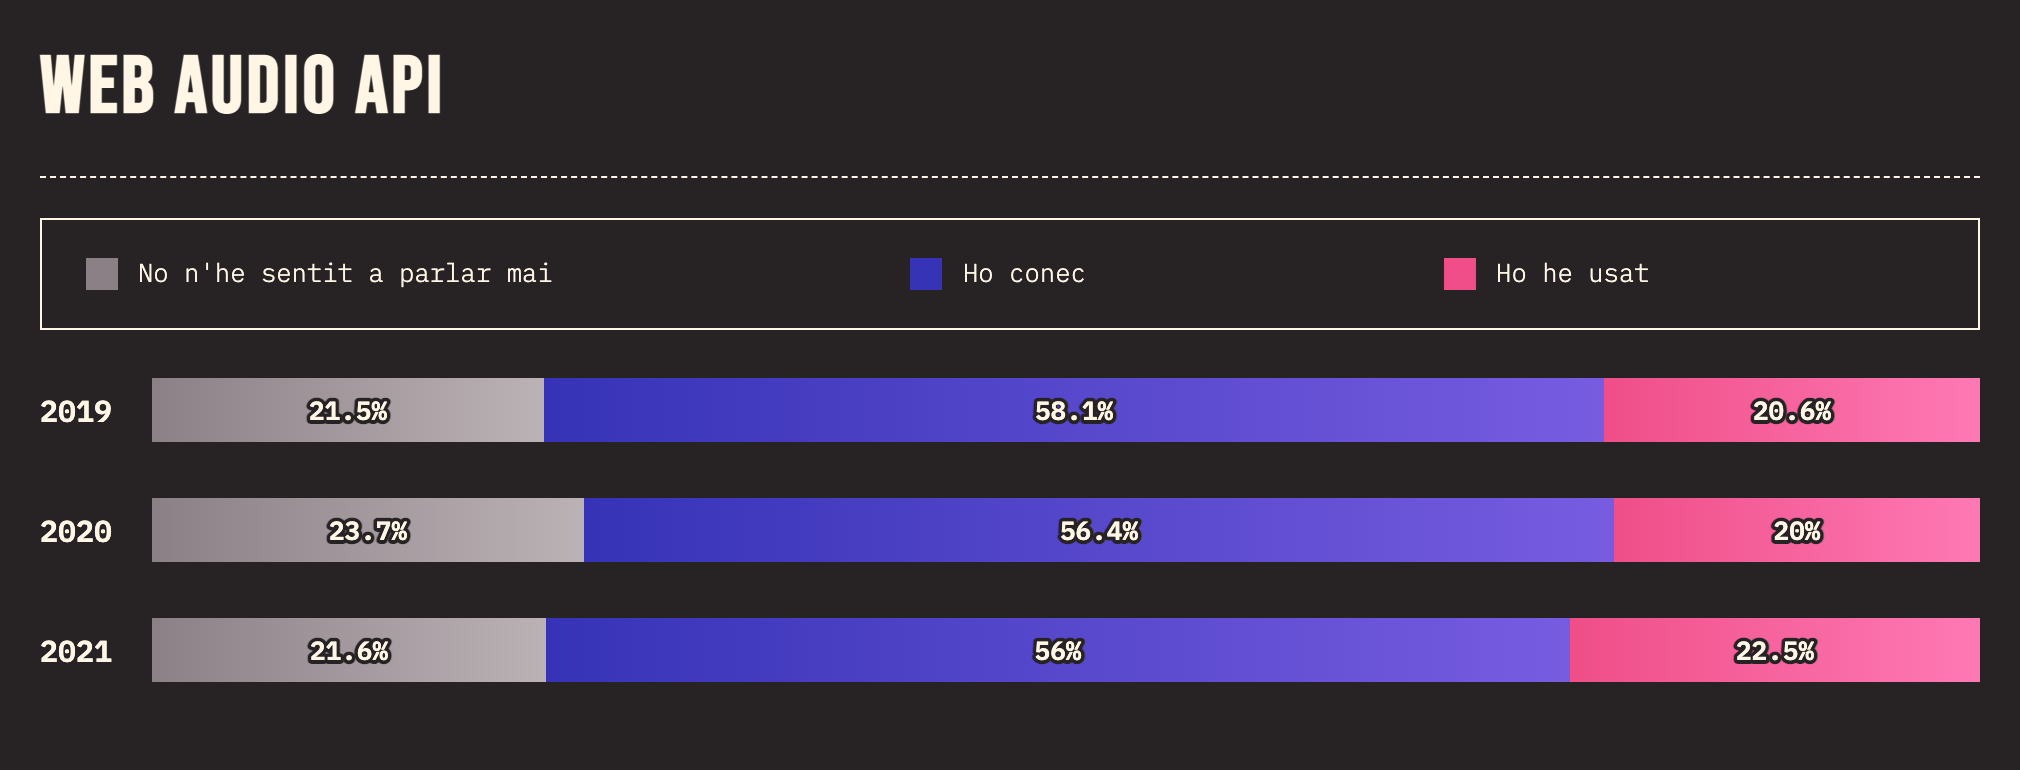 WEB AUDIO API
No n'he sentit a parlar mai Ho conec Ho he usat
2019 21.5% 58.1% 20.6%
2020 23.7% 56.4% 20%
2021 21.6% 56% 22.5%